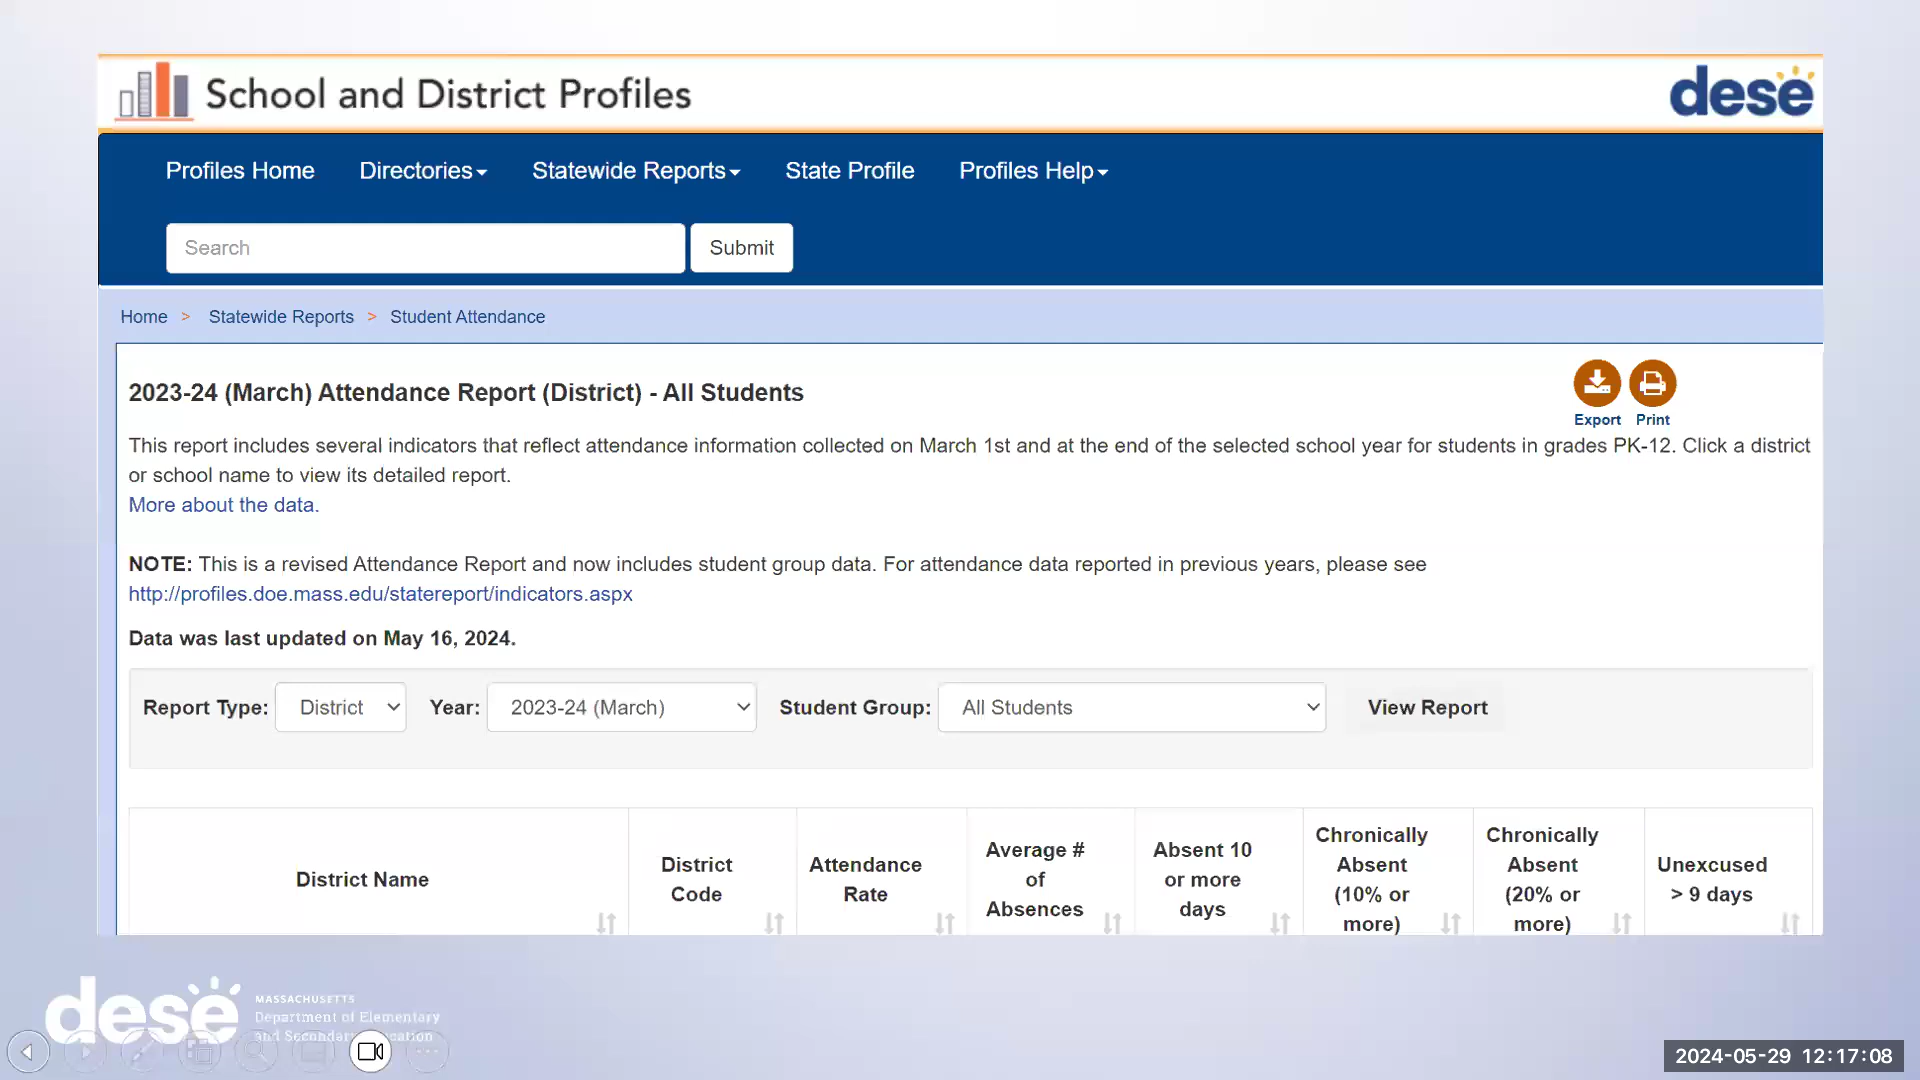 School and District Profiles
dese
Profiles Home Directories Statewide Reports State Profile Profiles Help
Search Submit
Home > Statewide Reports > Student Attendance
2023-24 (March) Attendance Report (District) - All Students
Export Print
This report includes several indicators that reflect attendance information collected on March 1st and at the end of the selected school year for students in grades PK-12. Click a district
or school name to view its detailed report.
More about the data.
NOTE: This is a revised Attendance Report and now includes student group data. For attendance data reported in previous years, please see
http://profiles.doe.mass.edu/statereport/indicators.aspx
Data was last updated on May 16, 2024.
Report Type: District Year: 2023-24 (March) Student Group: All Students View Report
District Name
District
Code
Attendance
Rate
Average #
of
Absences
Absent 10
or more
days
Chronically
Absent
(10% or
more)
Chronically
Absent
(20% or
more)
Unexcused
> 9 days
dese
MASSACHUSETTS
Department of Elementary
and Secondary Education
2024-05-29 12:17:08